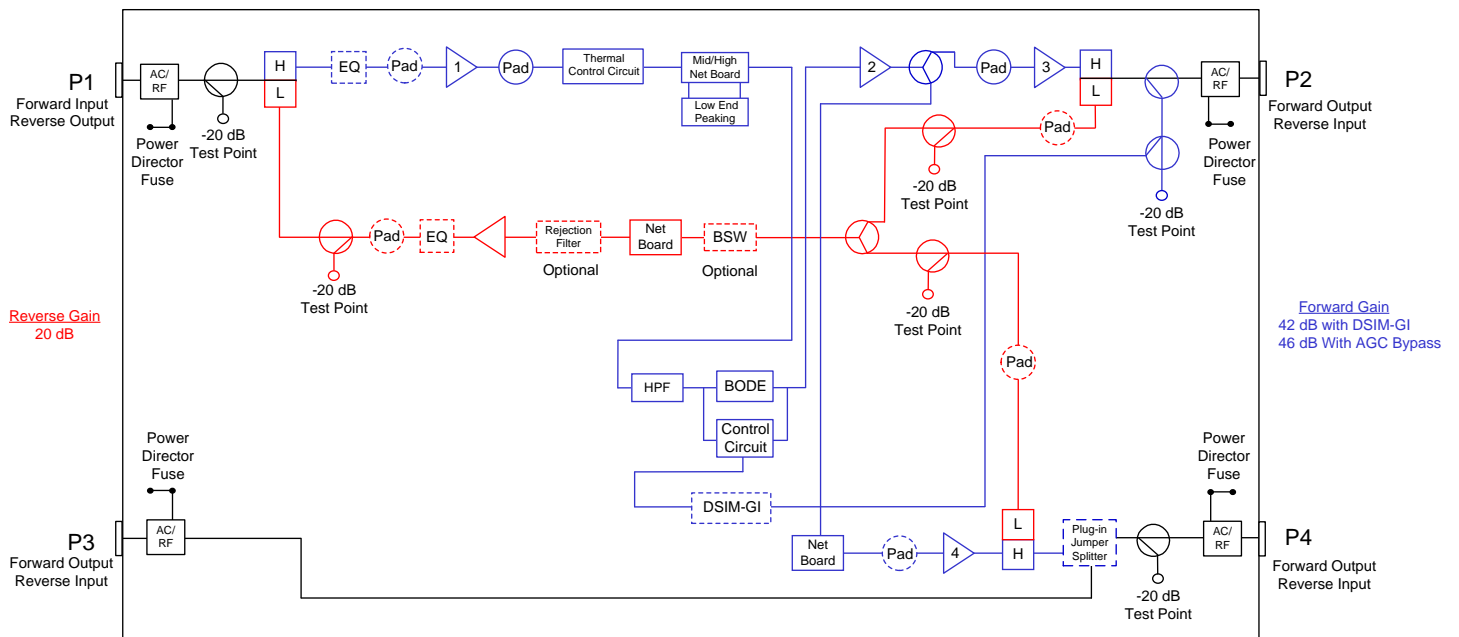 P1
Forward Input
Reverse Output
AC/
RF
Power
Director
Fuse
-20 dB
Test Point
H
L
EQ
Pad
1
Pad
Thermal
Control Circuit
Mid/High
Net Board
Low End
Peaking
2
Pad
3
H
L
AC/
RF
P2
Forward Output
Reverse Input
Power
Director
Fuse
-20 dB
Test Point
Pad
-20 dB
Test Point
-20 dB
Test Point
Pad
EQ
Rejection
Filter
Optional
Net
Board
BSW
Optional
-20 dB
Test Point
Reverse Gain
20 dB
Forward Gain
42 dB with DSIM-GI
46 dB With AGC Bypass
Pad
HPF
BODE
Control
Circuit
DSIM-GI
Power
Director
Fuse
AC/
RF
P3
Forward Output
Reverse Input
Net
Board
Pad
4
L
H
Plug-in
Jumper
Splitter
-20 dB
Test Point
Power
Director
Fuse
AC/
RF
P4
Forward Output
Reverse Input